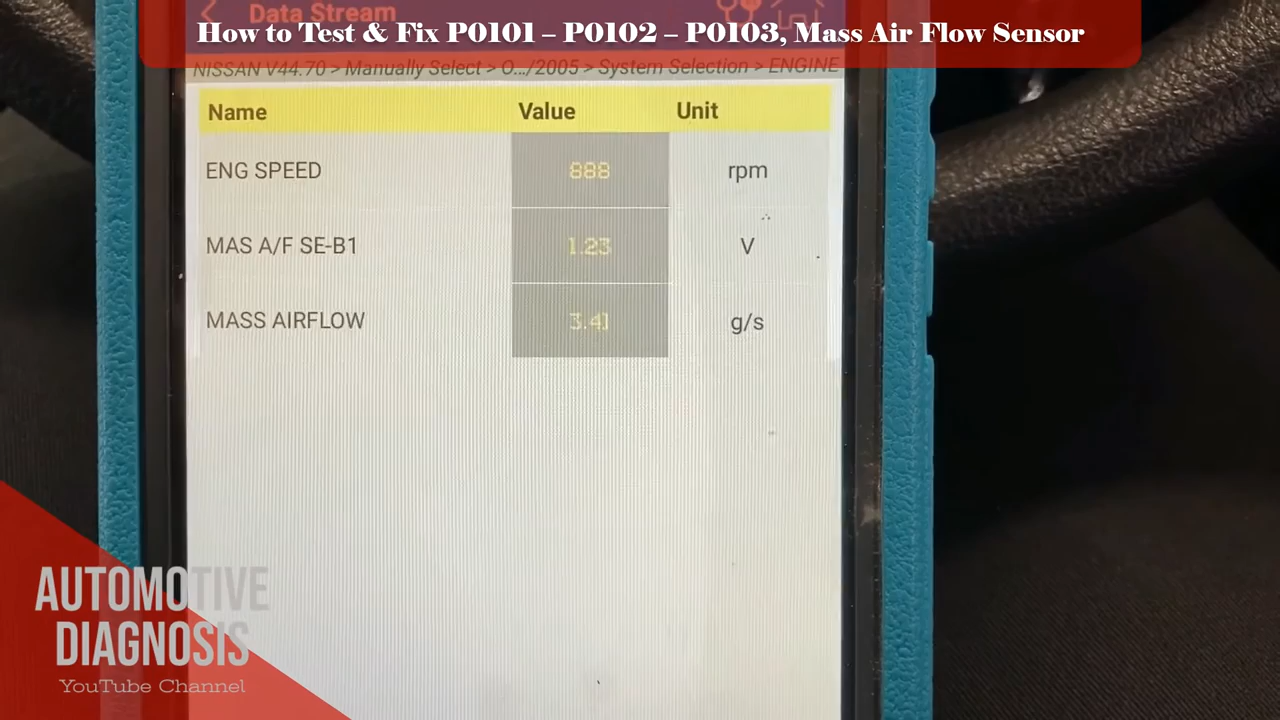 Data Stream
How to Test & Fix P0101 – P0102 – P0103, Mass Air Flow Sensor
NISSAN V44.70 > Manually Select > O.../2005 > System Selection > ENGINE
Name Value Unit
ENG SPEED 888 rpm
MAS A/F SE-B1 1.23 V
MASS AIRFLOW 3.41 g/s
AUTOMOTIVE
DIAGNOSIS
YouTube Channel